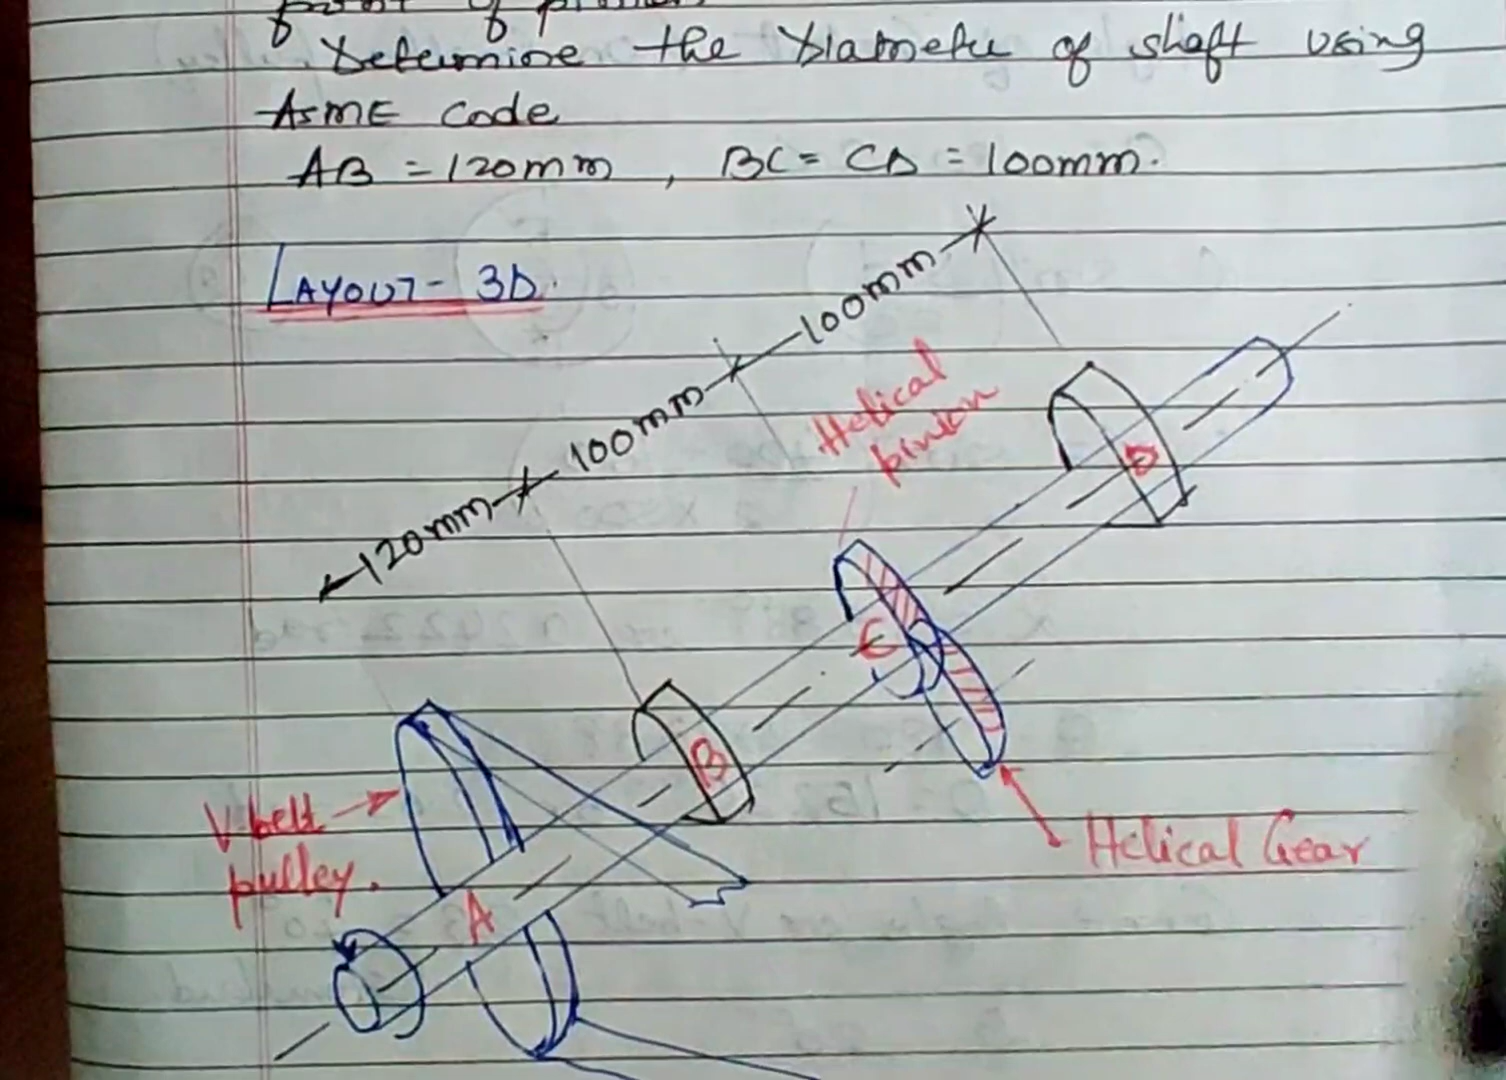 Determine the Diameter of shaft using
ASME Code
AB = 120mm , BC = CD = 100mm.
LAYOUT - 3D.
100mm
100mm
120mm
Helical
pinion
D
C
B
V-belt
pulley.
A
Helical Gear